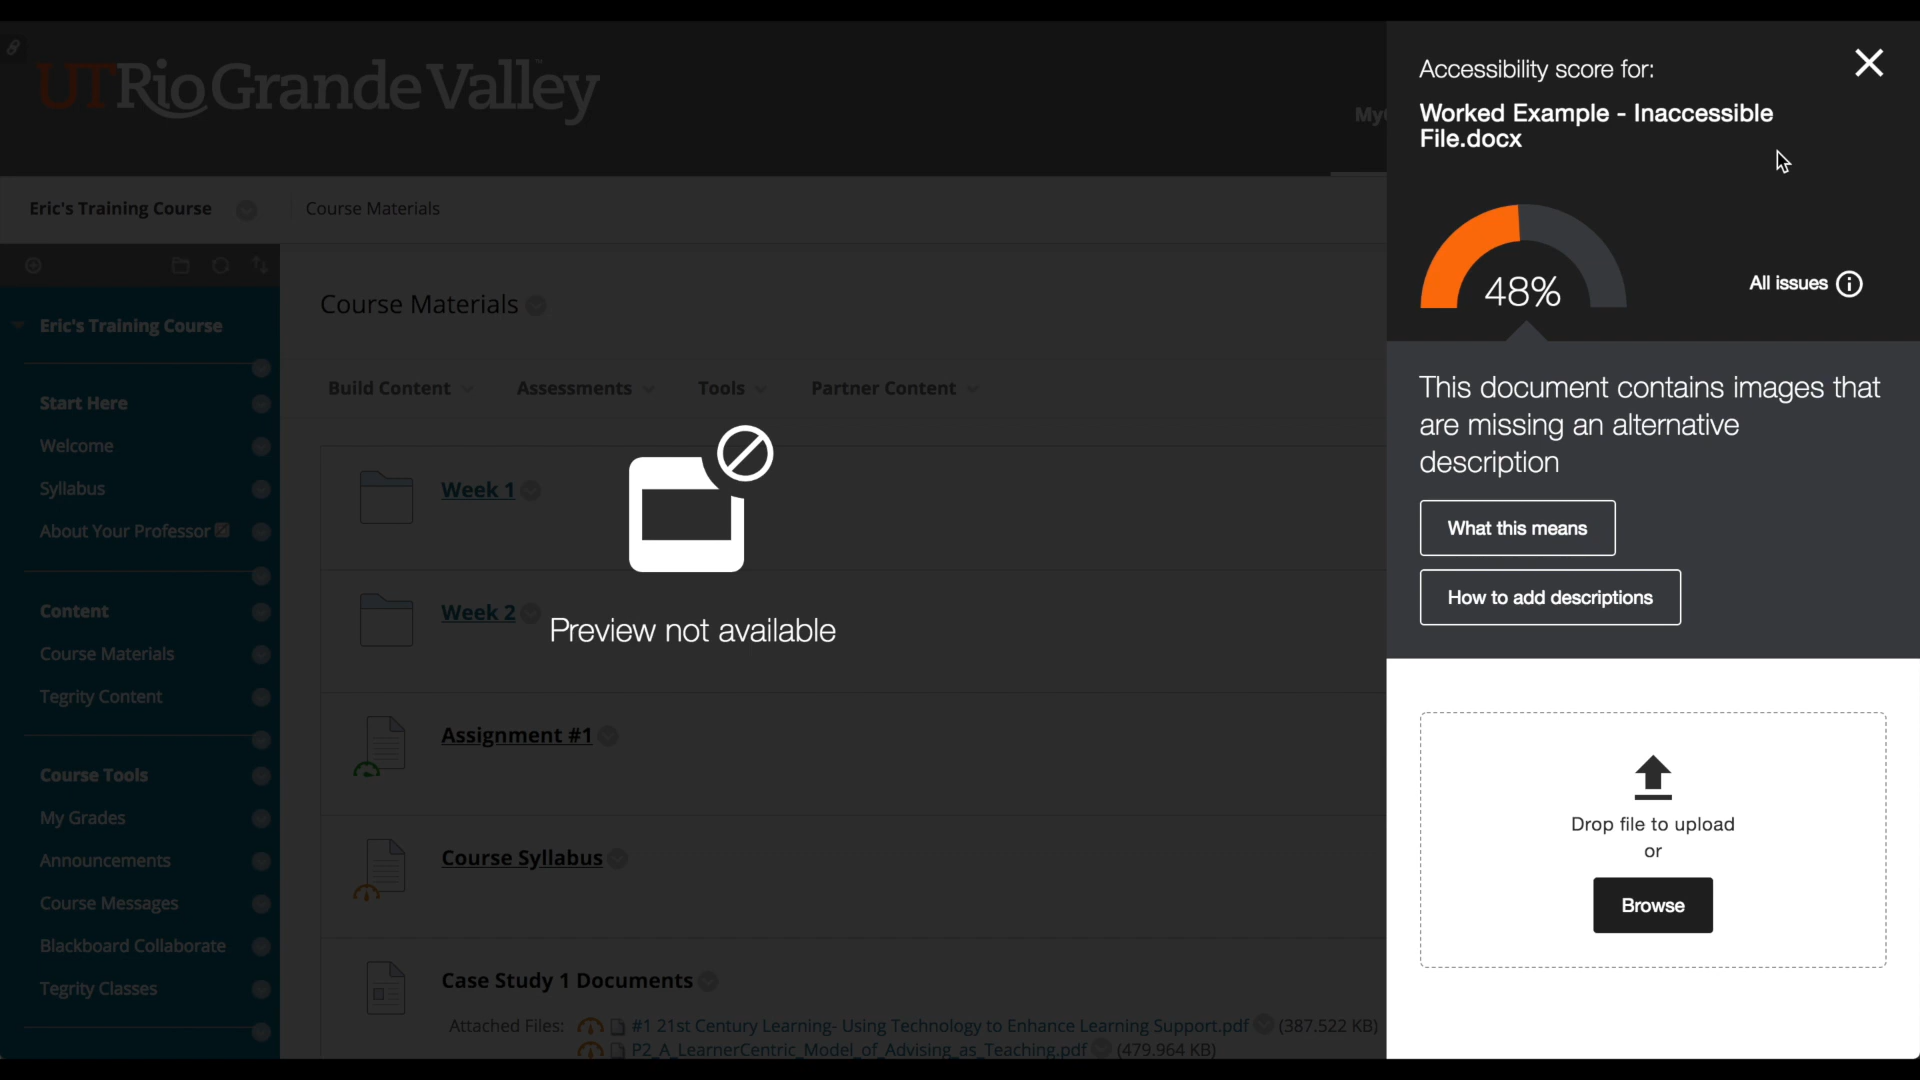 UTRioGrande Valley™
MyC
Eric's Training Course
Course Materials
Eric's Training Course
Start Here
Welcome
Syllabus
About Your Professor
Content
Course Materials
Tegrity Content
Course Tools
My Grades
Announcements
Course Messages
Blackboard Collaborate
Tegrity Classes
Course Materials
Build Content
Assessments
Tools
Partner Content
Week 1
Week 2
Preview not available
Assignment #1
Course Syllabus
Case Study 1 Documents
Attached Files: #1 21st Century Learning- Using Technology to Enhance Learning Support.pdf (387.522 KB)
P2_A_LearnerCentric_Model_of_Advising_as_Teaching.pdf (479.964 KB)
Accessibility score for:
Worked Example - Inaccessible
File.docx
48%
All issues
This document contains images that
are missing an alternative
description
What this means
How to add descriptions
Drop file to upload
or
Browse